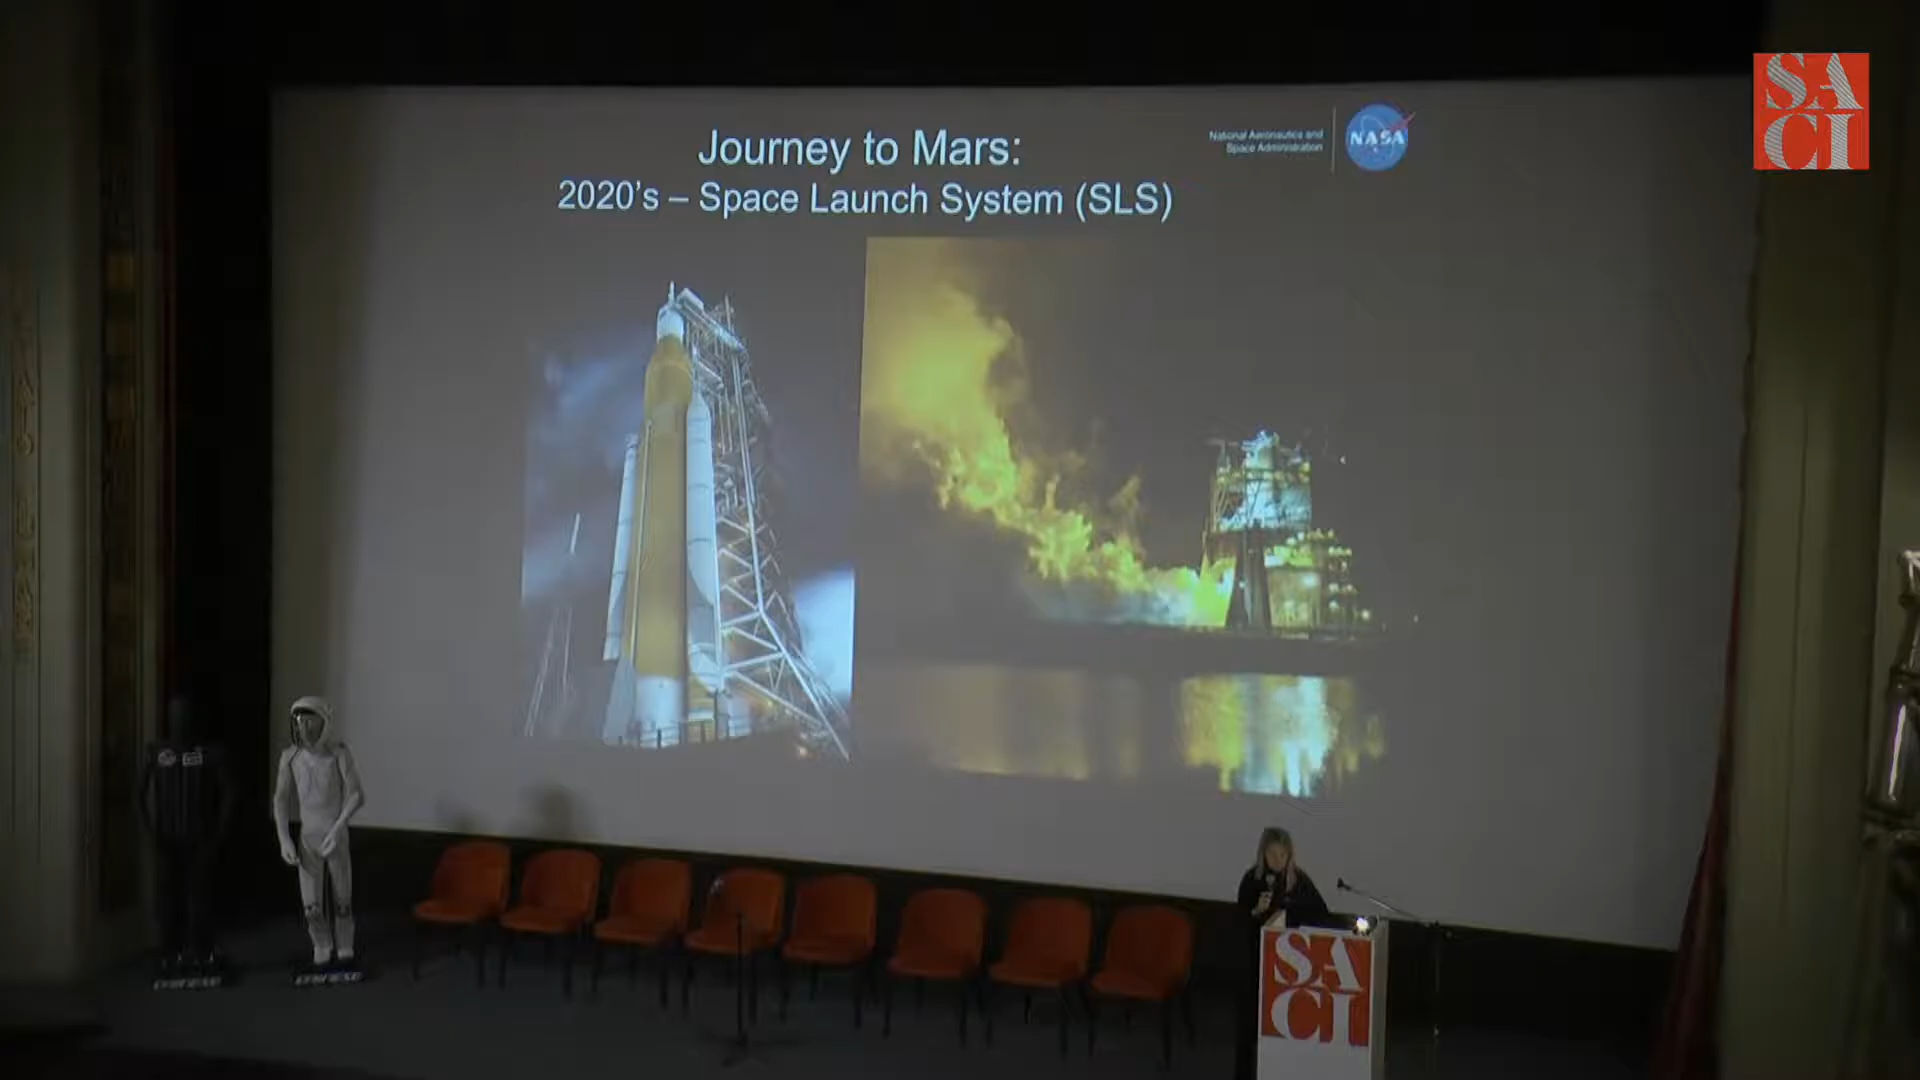 Journey to Mars:
2020's – Space Launch System (SLS)
National Aeronautics and
Space Administration
NASA
SA
CI
SA
CI